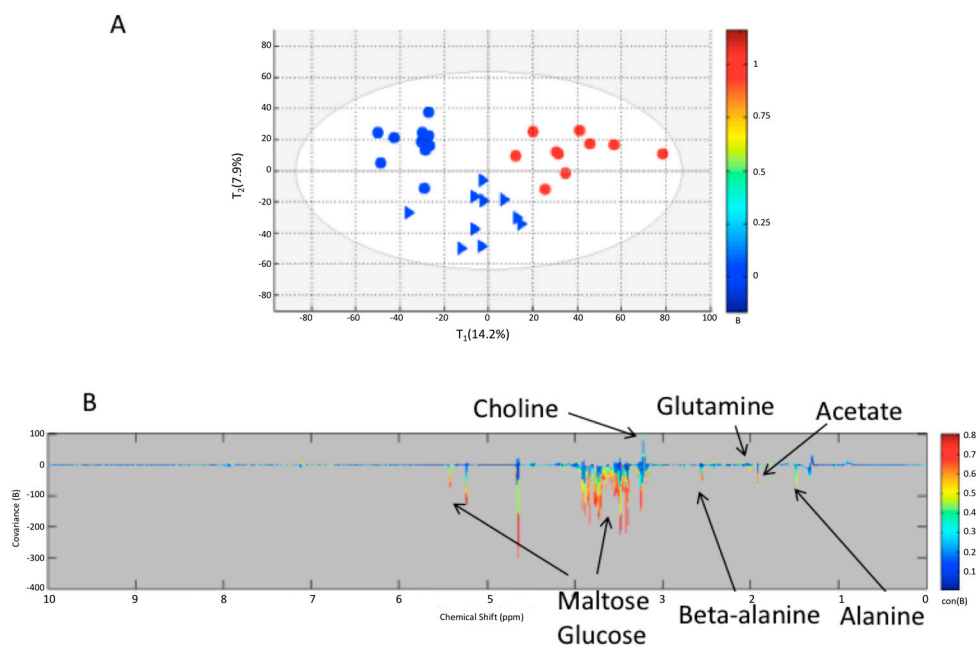 A
80
60
40
20
0
-20
-40
-60
-80
T2(7.9%)
-80 -60 -40 -20 0 20 40 60 80 100
T1(14.2%)
1
0.75
0.5
0.25
0
B
B
Choline
Glutamine
Acetate
100
0
-100
-200
-300
-400
Covariance (B)
10 9 8 7 6 5 4 3 2 1 0
Chemical Shift (ppm)
Maltose
Glucose
Beta-alanine
Alanine
0.8
0.7
0.6
0.5
0.4
0.3
0.2
0.1
con(B)